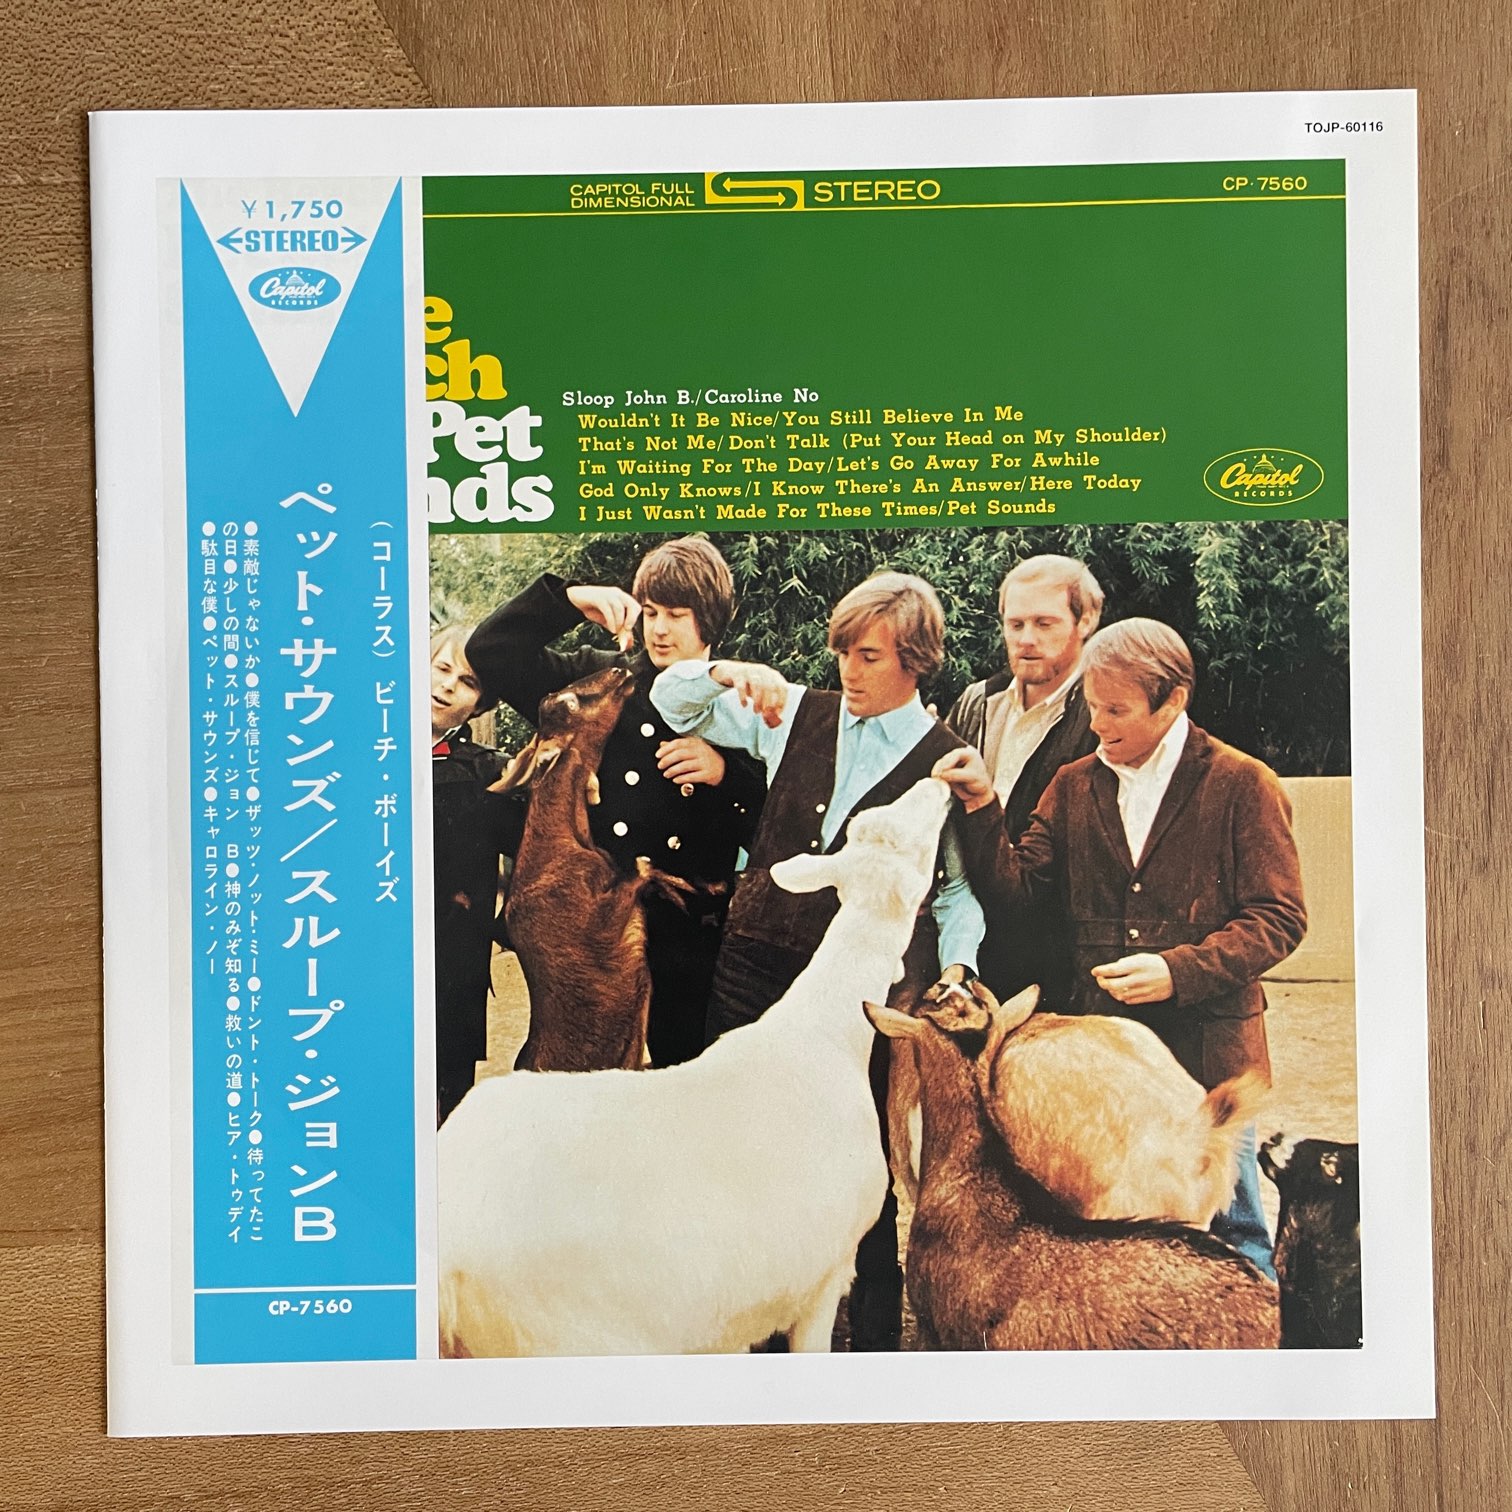 TOJP-60116
¥1,750
STEREO
Capitol
RECORDS
(コーラス) ビーチ・ボーイズ
ペット・サウンズ/スループ・ジョンB
●素敵じゃないか●僕を信じて●ザッツ・ノット・ミー●ドント・トーク●待ってたこ
の日●少しの間●スループ・ジョン B●神のみぞ知る●救いの道●ヒア・トゥデイ
●駄目な僕●ペット・サウンズ●キャロライン・ノー
CP-7560
CAPITOL FULL
DIMENSIONAL
STEREO
CP·7560
e
ch
Pet
nds
Sloop John B./Caroline No
Wouldn't It Be Nice/You Still Believe In Me
That's Not Me/Don't Talk (Put Your Head on My Shoulder)
I'm Waiting For The Day/Let's Go Away For Awhile
God Only Knows/I Know There's An Answer/Here Today
I Just Wasn't Made For These Times/Pet Sounds
Capitol
RECORDS